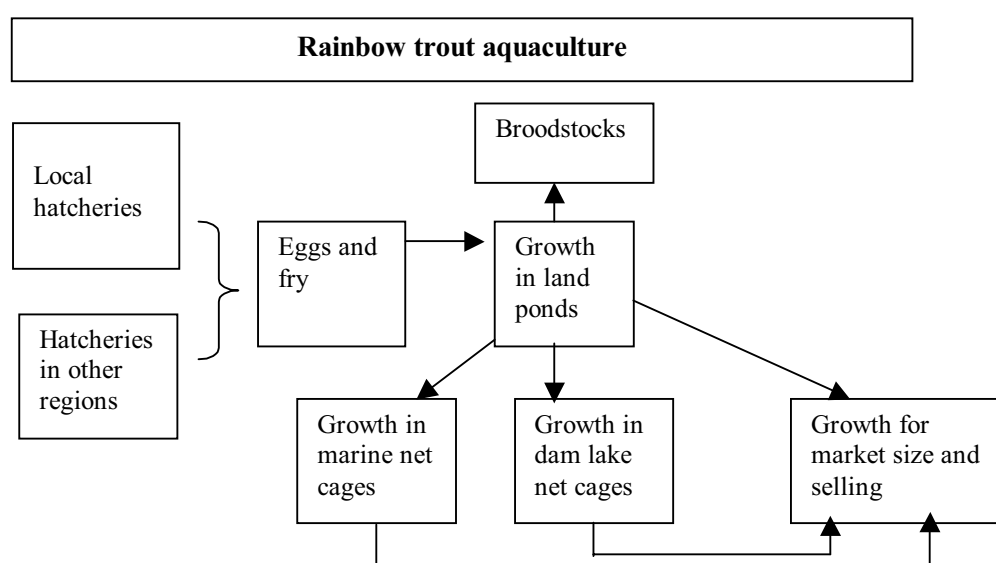 Rainbow trout aquaculture
Broodstocks
Local
hatcheries
Eggs and
fry
Growth
in land
ponds
Hatcheries
in other
regions
Growth in
marine net
cages
Growth in
dam lake
net cages
Growth for
market size and
selling